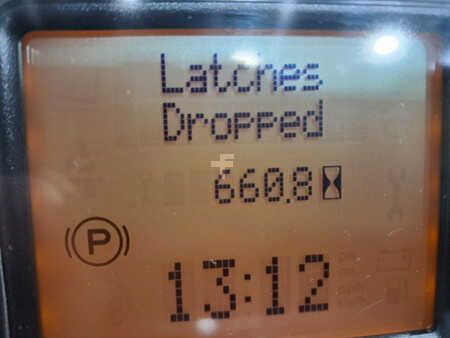 Latches
Dropped
660.8
P
13:12